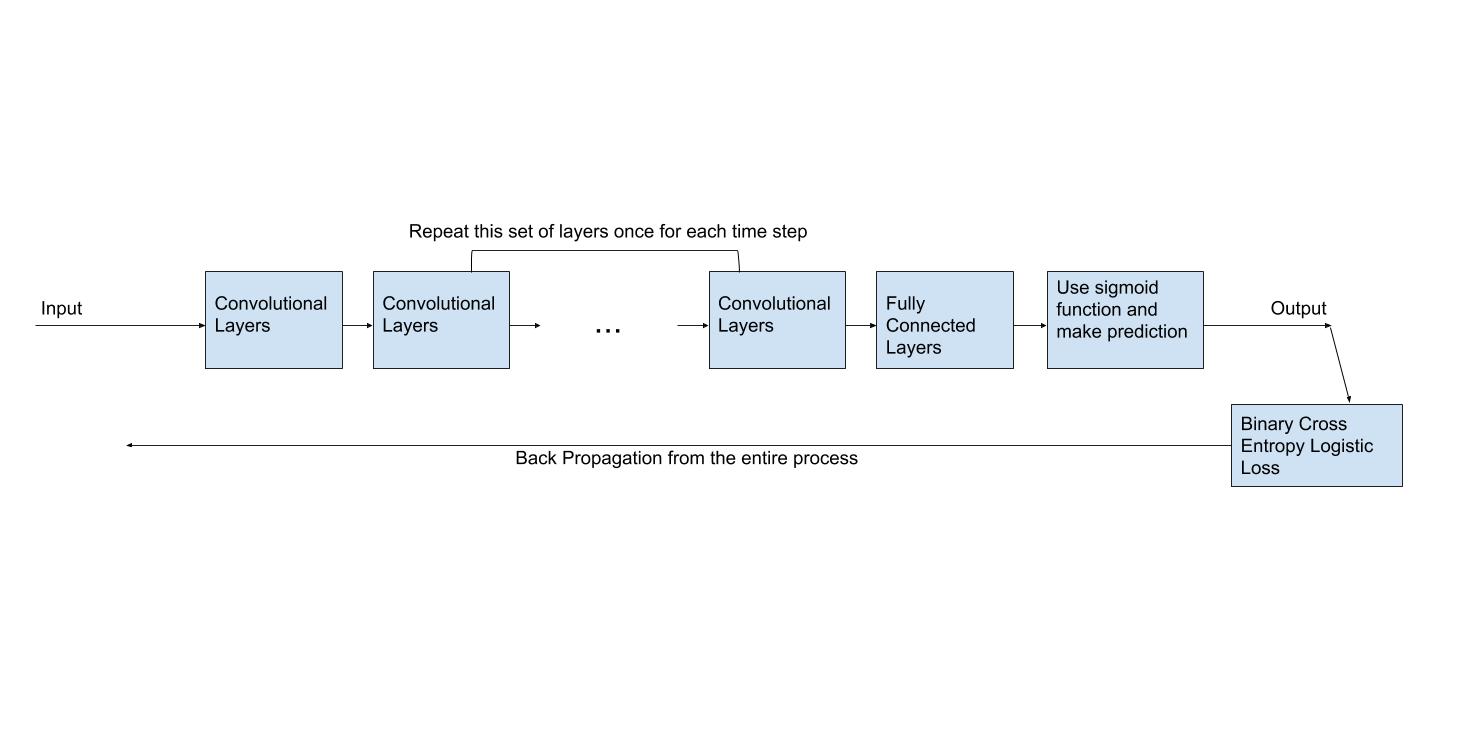 Repeat this set of layers once for each time step
Input
Convolutional
Layers
Convolutional
Layers
...
Convolutional
Layers
Fully
Connected
Layers
Use sigmoid
function and
make prediction
Output
Binary Cross
Entropy Logistic
Loss
Back Propagation from the entire process